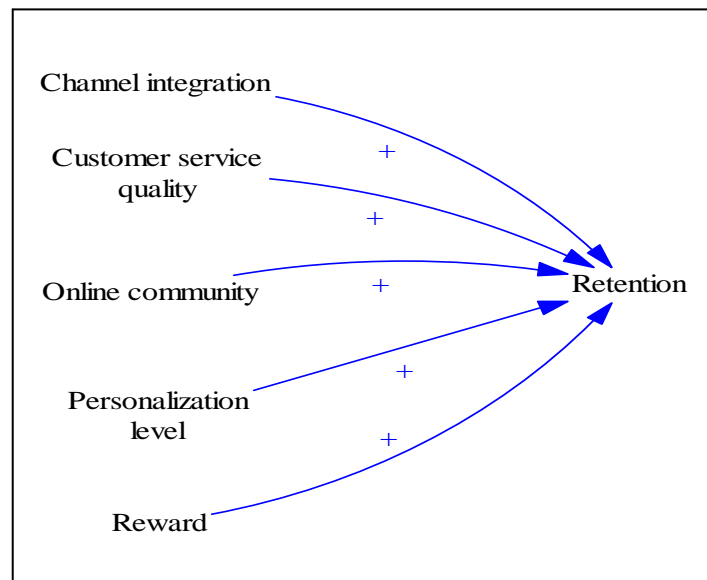 Channel integration
+
Customer service
quality
+
Online community
+
Retention
Personalization
level
+
+
Reward